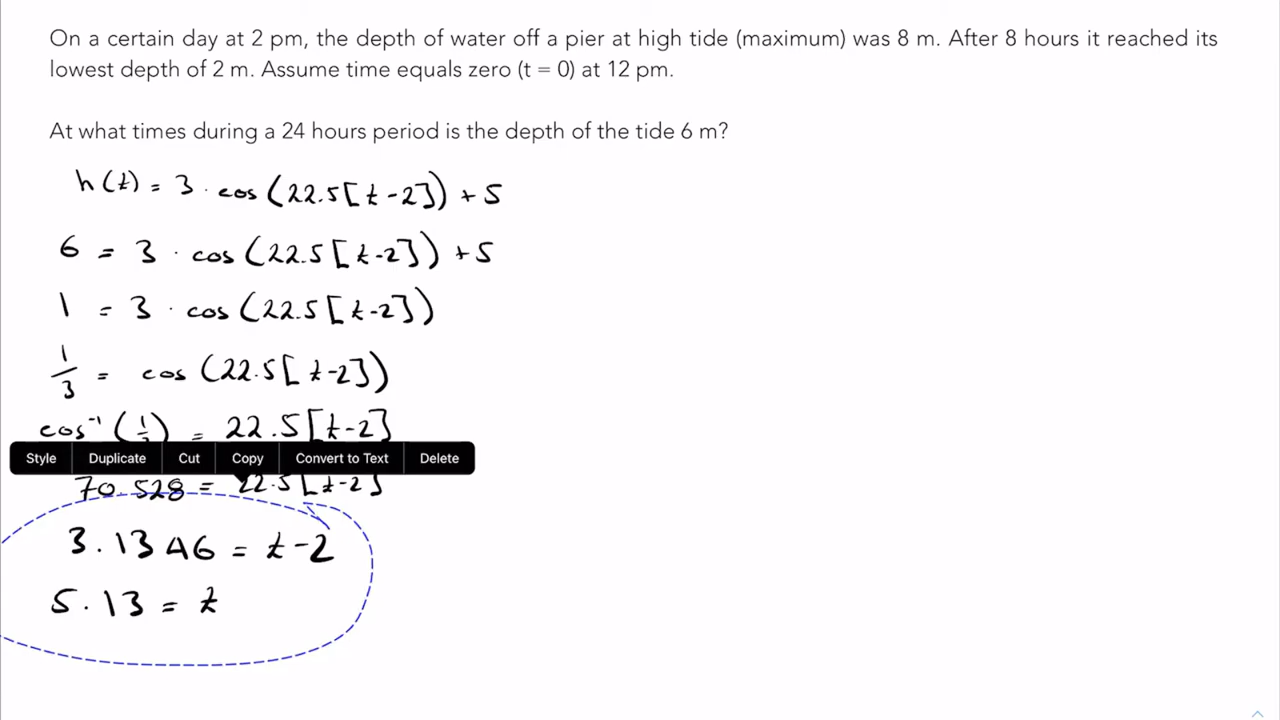 On a certain day at 2 pm, the depth of water off a pier at high tide (maximum) was 8 m. After 8 hours it reached its
lowest depth of 2 m. Assume time equals zero (t = 0) at 12 pm.
At what times during a 24 hours period is the depth of the tide 6 m?
h(t) = 3 · cos(22.5[t-2]) + 5
6 = 3 · cos(22.5[t-2]) + 5
1 = 3 · cos(22.5[t-2])
1/3 = cos(22.5[t-2])
cos⁻¹(1/3) = 22.5[t-2]
Style Duplicate Cut Copy Convert to Text Delete
70.528 = 22.5[t-2]
3.1346 = t-2
5.13 = t